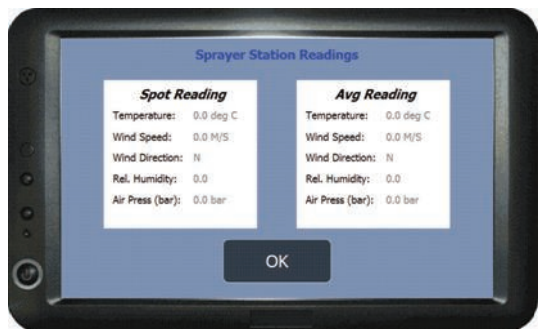 Sprayer Station Readings
Spot Reading
Temperature: 0.0 deg C
Wind Speed: 0.0 M/S
Wind Direction: N
Rel. Humidity: 0.0
Air Press (bar): 0.0 bar
Avg Reading
Temperature: 0.0 deg C
Wind Speed: 0.0 M/S
Wind Direction: N
Rel. Humidity: 0.0
Air Press (bar): 0.0 bar
OK